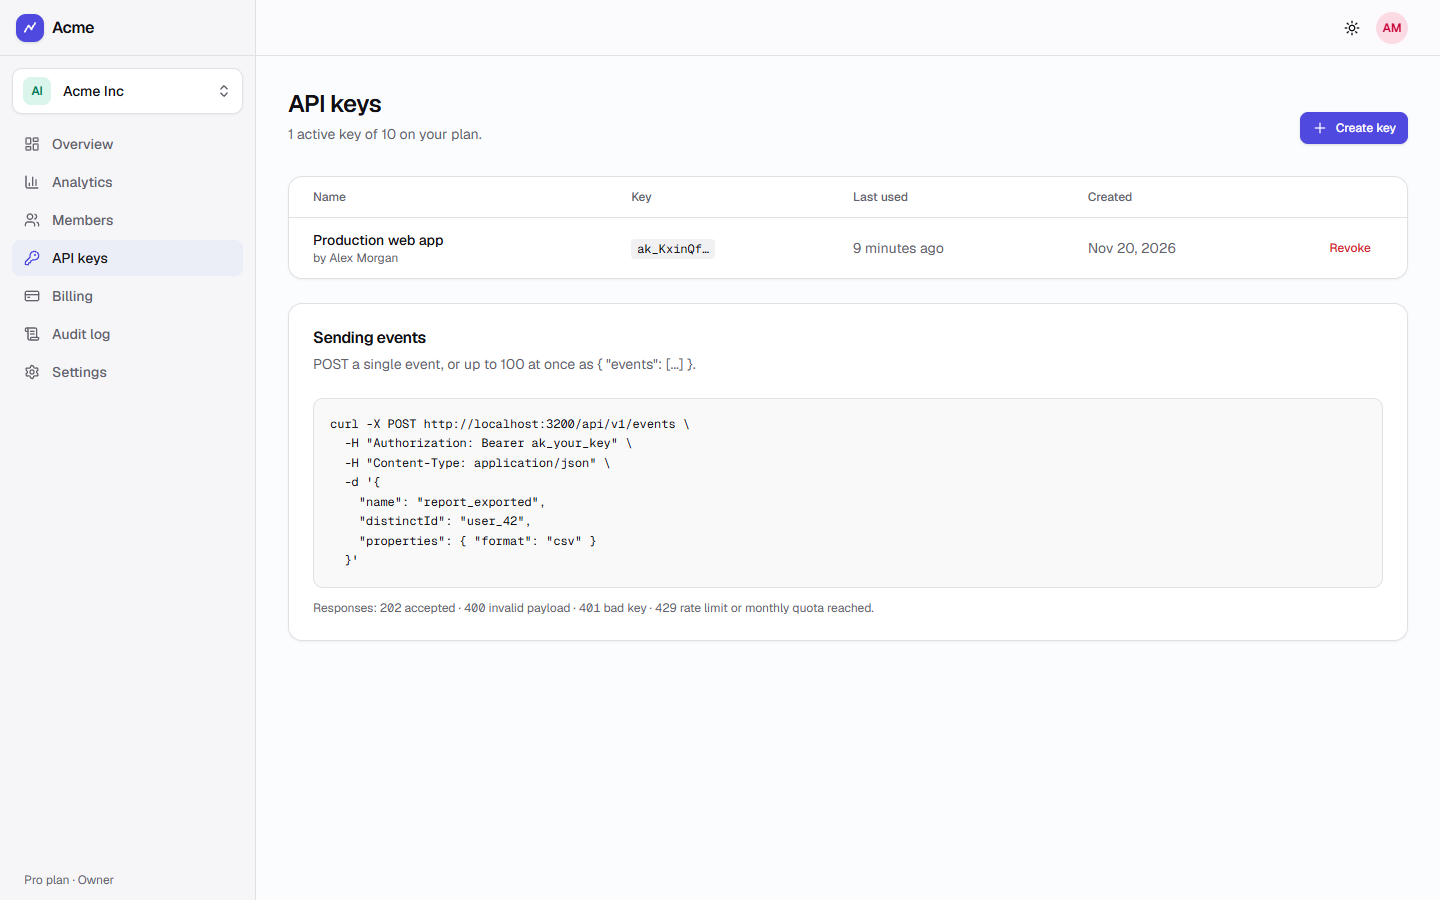 Acme
AM
AI Acme Inc
Overview
Analytics
Members
API keys
Billing
Audit log
Settings
Pro plan · Owner
API keys
1 active key of 10 on your plan.
Create key
Name Key Last used Created
Production web app
by Alex Morgan
ak_KxinQf… 9 minutes ago Nov 20, 2026 Revoke
Sending events
POST a single event, or up to 100 at once as { "events": [...] }.
curl -X POST http://localhost:3200/api/v1/events \
  -H "Authorization: Bearer ak_your_key" \
  -H "Content-Type: application/json" \
  -d '{
    "name": "report_exported",
    "distinctId": "user_42",
    "properties": { "format": "csv" }
  }'
Responses: 202 accepted · 400 invalid payload · 401 bad key · 429 rate limit or monthly quota reached.